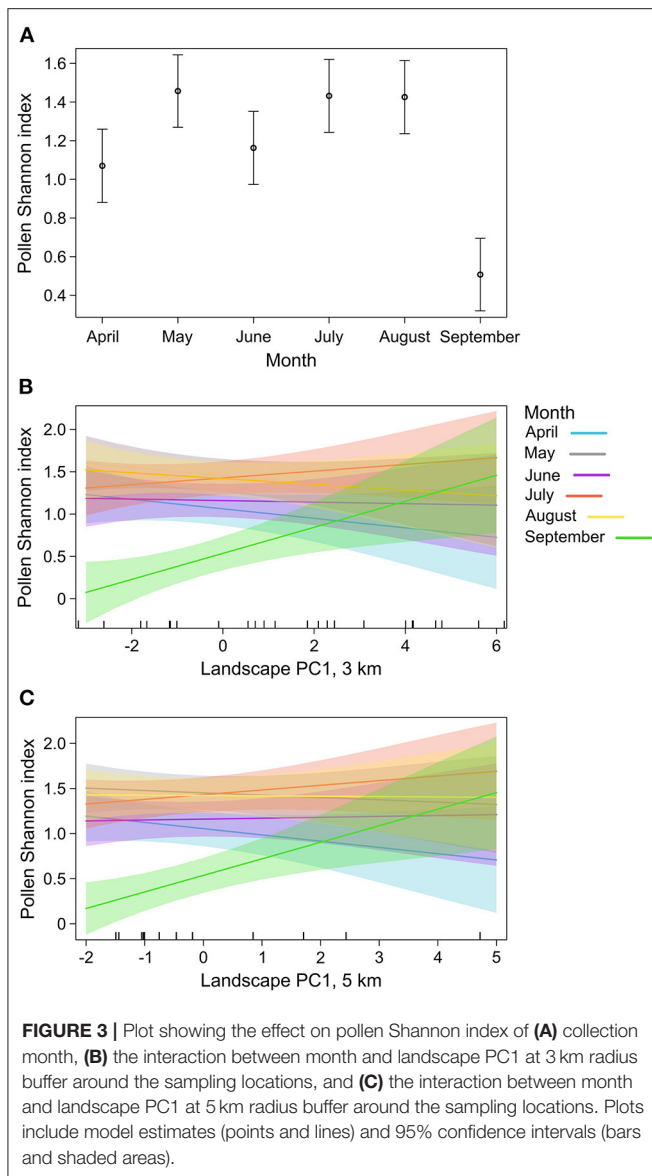 A
Pollen Shannon index
1.6
1.4
1.2
1.0
0.8
0.6
0.4
April May June July August September
Month
B
Pollen Shannon index
2.0
1.5
1.0
0.5
0
-2 0 2 4 6
Landscape PC1, 3 km
Month
April
May
June
July
August
September
C
Pollen Shannon index
2.0
1.5
1.0
0.5
0
-2 -1 0 1 2 3 4 5
Landscape PC1, 5 km
FIGURE 3 | Plot showing the effect on pollen Shannon index of (A) collection
month, (B) the interaction between month and landscape PC1 at 3 km radius
buffer around the sampling locations, and (C) the interaction between month
and landscape PC1 at 5 km radius buffer around the sampling locations. Plots
include model estimates (points and lines) and 95% confidence intervals (bars
and shaded areas).